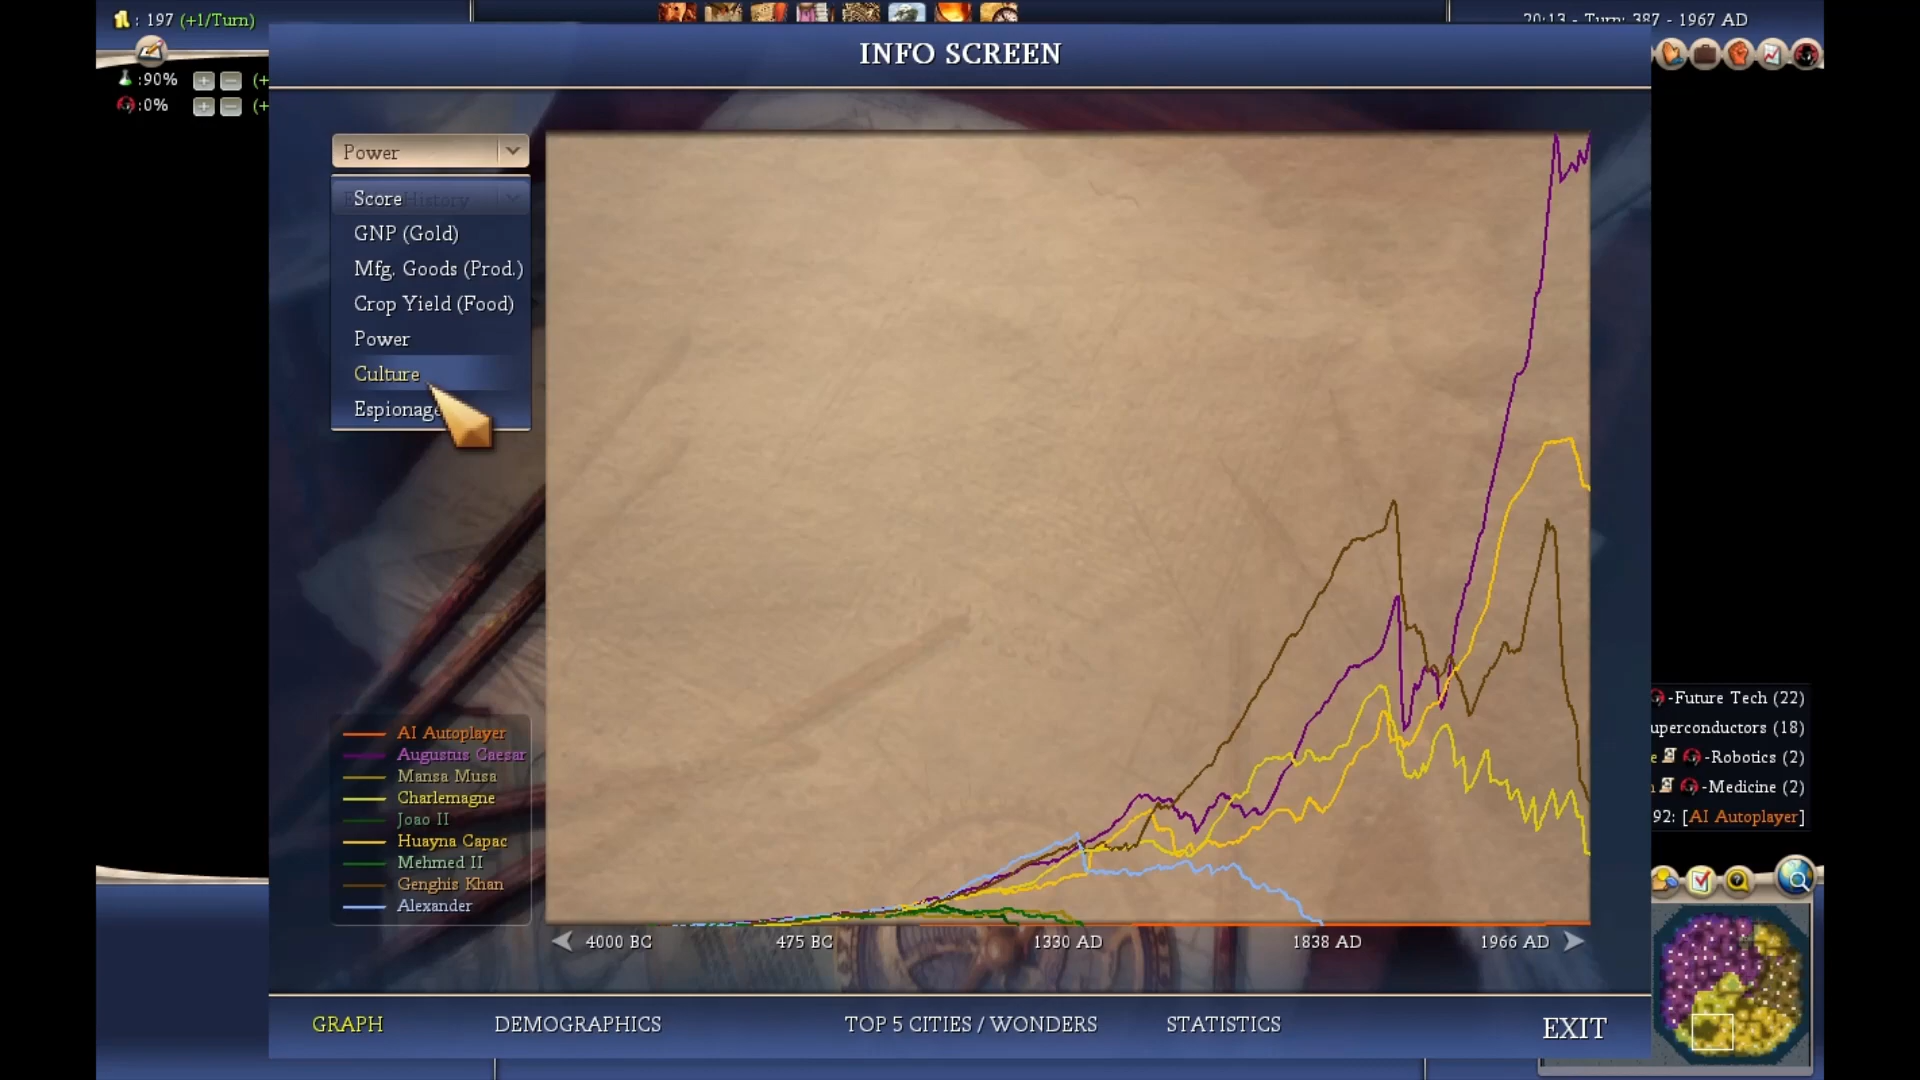 : 197 (+1/Turn)
20:13 - Turn: 387 - 1967 AD
INFO SCREEN
:90% (+
:0% (+
Power
Score
GNP (Gold)
Mfg. Goods (Prod.)
Crop Yield (Food)
Power
Culture
Espionage
AI Autoplayer
Augustus Caesar
Mansa Musa
Charlemagne
Joao II
Huayna Capac
Mehmed II
Genghis Khan
Alexander
-Future Tech (22)
uperconductors (18)
-Robotics (2)
-Medicine (2)
92: [AI Autoplayer]
4000 BC 475 BC 1330 AD 1838 AD 1966 AD
GRAPH DEMOGRAPHICS TOP 5 CITIES / WONDERS STATISTICS EXIT